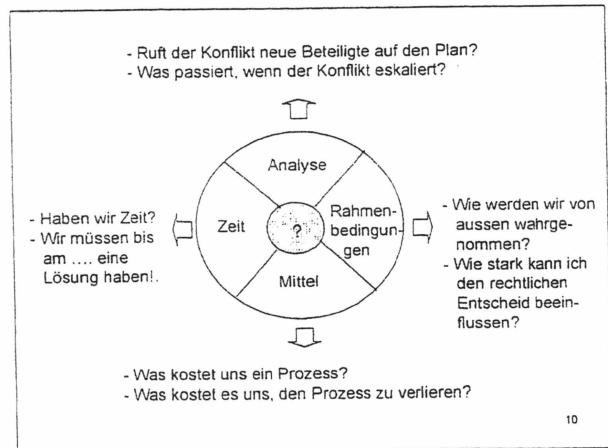 - Ruft der Konflikt neue Beteiligte auf den Plan?
- Was passiert, wenn der Konflikt eskaliert?
Analyse
- Haben wir Zeit?
- Wir müssen bis
am .... eine
Lösung haben!.
Zeit
?
Rahmen-
bedingun-
gen
- Wie werden wir von
aussen wahrge-
nommen?
- Wie stark kann ich
den rechtlichen
Entscheid beein-
flussen?
Mittel
- Was kostet uns ein Prozess?
- Was kostet es uns, den Prozess zu verlieren?
10